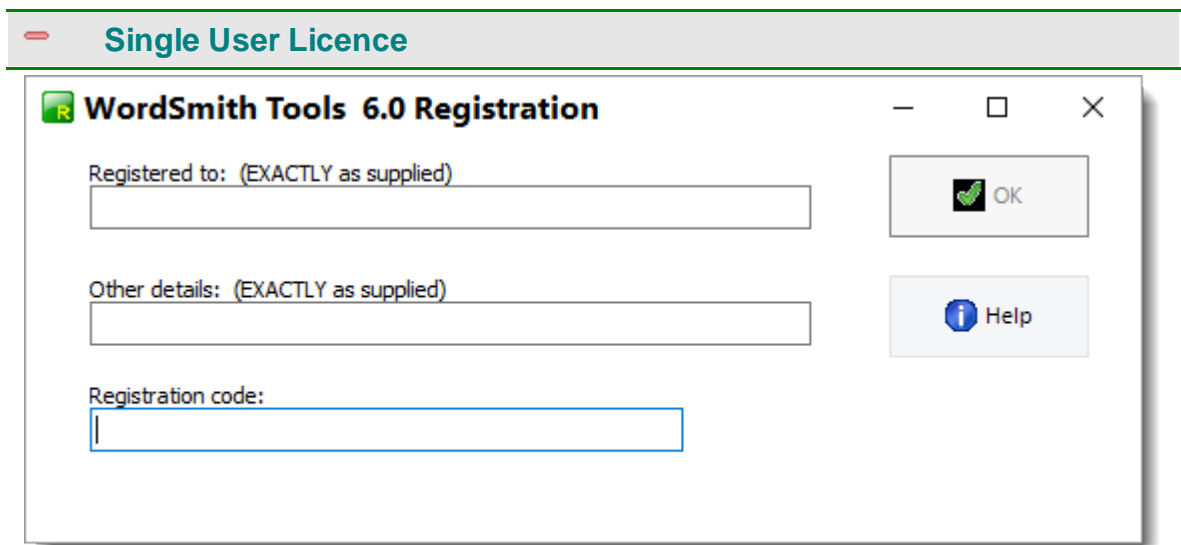 Single User Licence
WordSmith Tools 6.0 Registration
Registered to: (EXACTLY as supplied)
OK
Other details: (EXACTLY as supplied)
Help
Registration code: